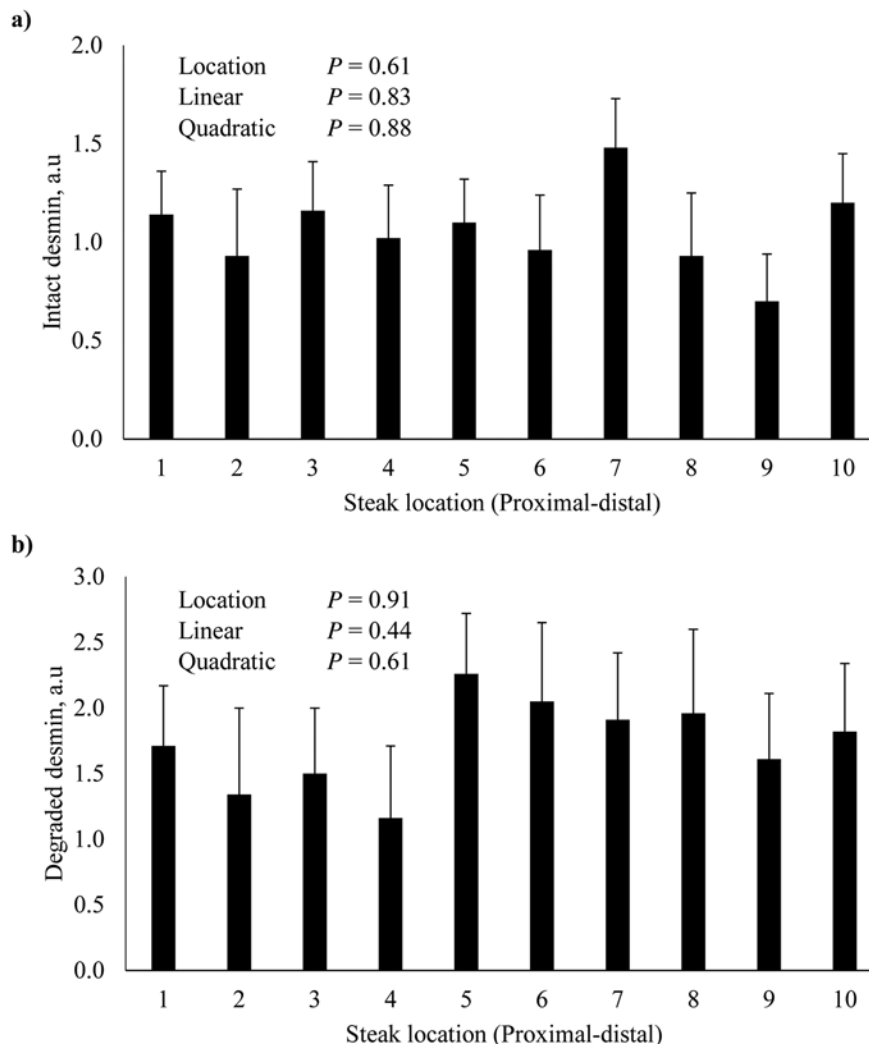 a)
2.0
Location P = 0.61
Linear P = 0.83
Quadratic P = 0.88
1.5
1.0
0.5
0.0
Intact desmin, a.u
1 2 3 4 5 6 7 8 9 10
Steak location (Proximal-distal)
b)
3.0
Location P = 0.91
Linear P = 0.44
Quadratic P = 0.61
2.5
2.0
1.5
1.0
0.5
0.0
Degraded desmin, a.u
1 2 3 4 5 6 7 8 9 10
Steak location (Proximal-distal)